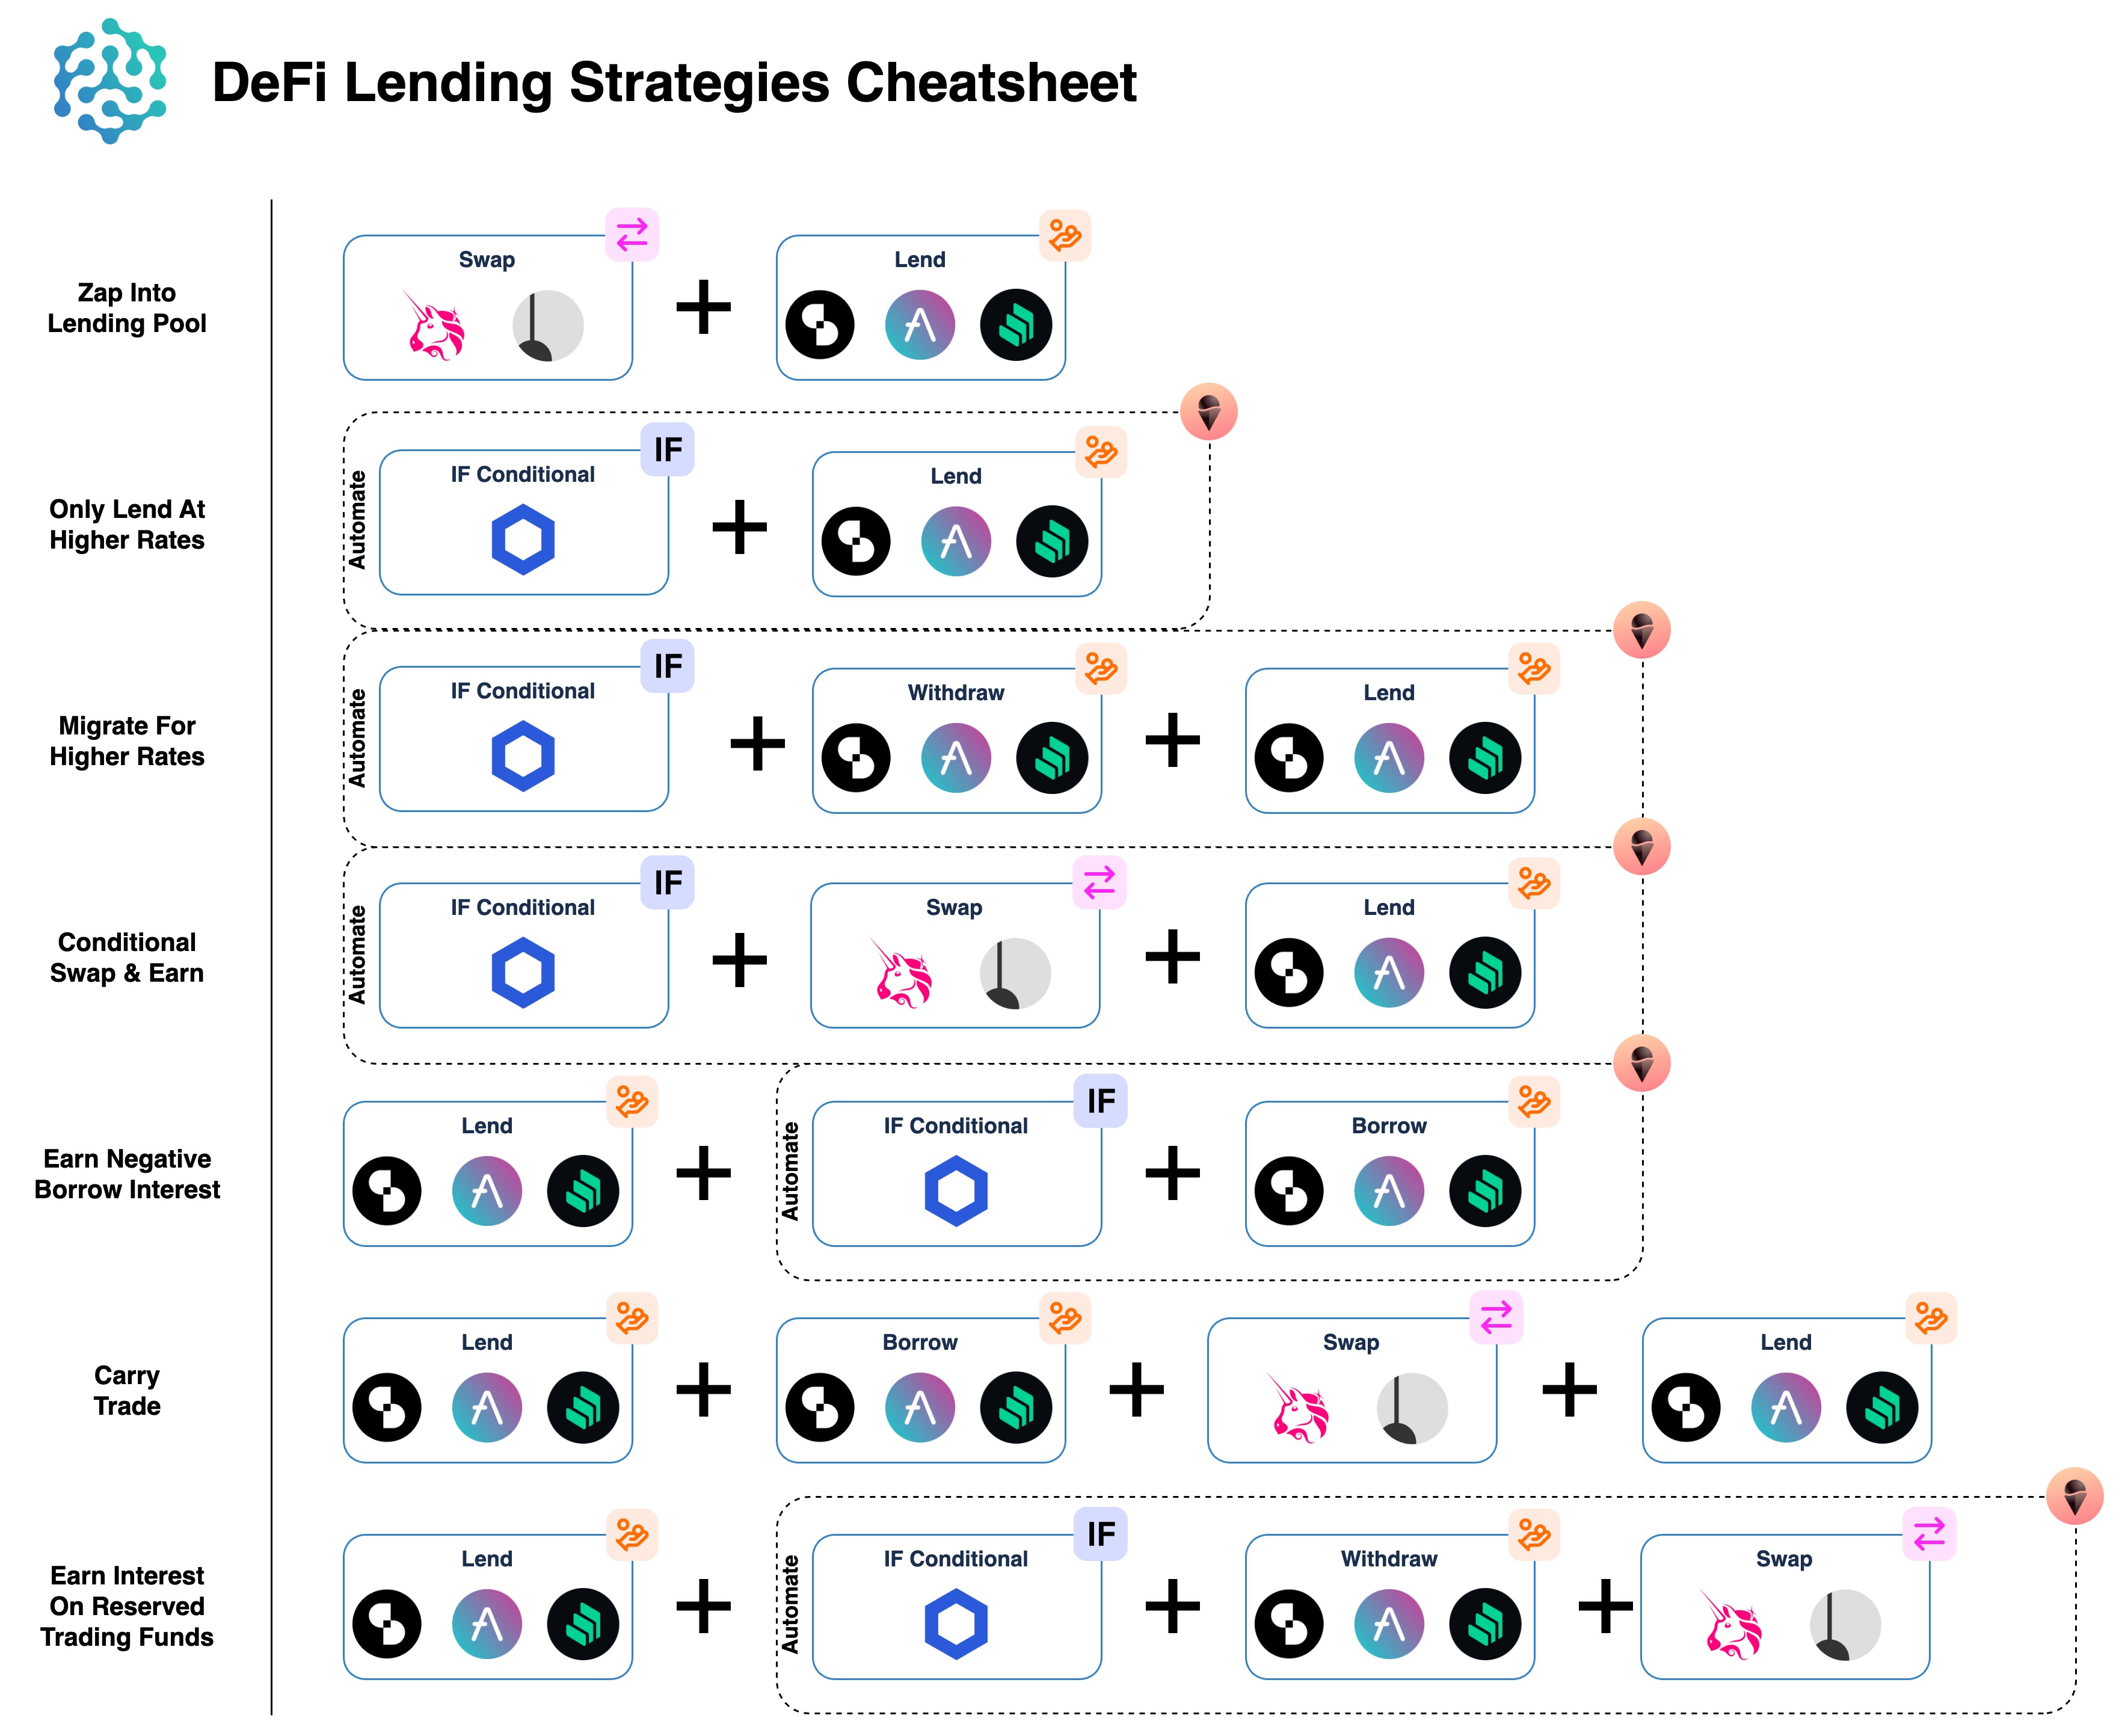 DeFi Lending Strategies Cheatsheet
Zap Into
Lending Pool
Swap
Lend
Only Lend At
Higher Rates
Automate
IF Conditional
IF
Lend
Migrate For
Higher Rates
Automate
IF Conditional
IF
Withdraw
Lend
Conditional
Swap & Earn
Automate
IF Conditional
IF
Swap
Lend
Earn Negative
Borrow Interest
Lend
Automate
IF Conditional
IF
Borrow
Carry
Trade
Lend
Borrow
Swap
Lend
Earn Interest
On Reserved
Trading Funds
Lend
Automate
IF Conditional
IF
Withdraw
Swap